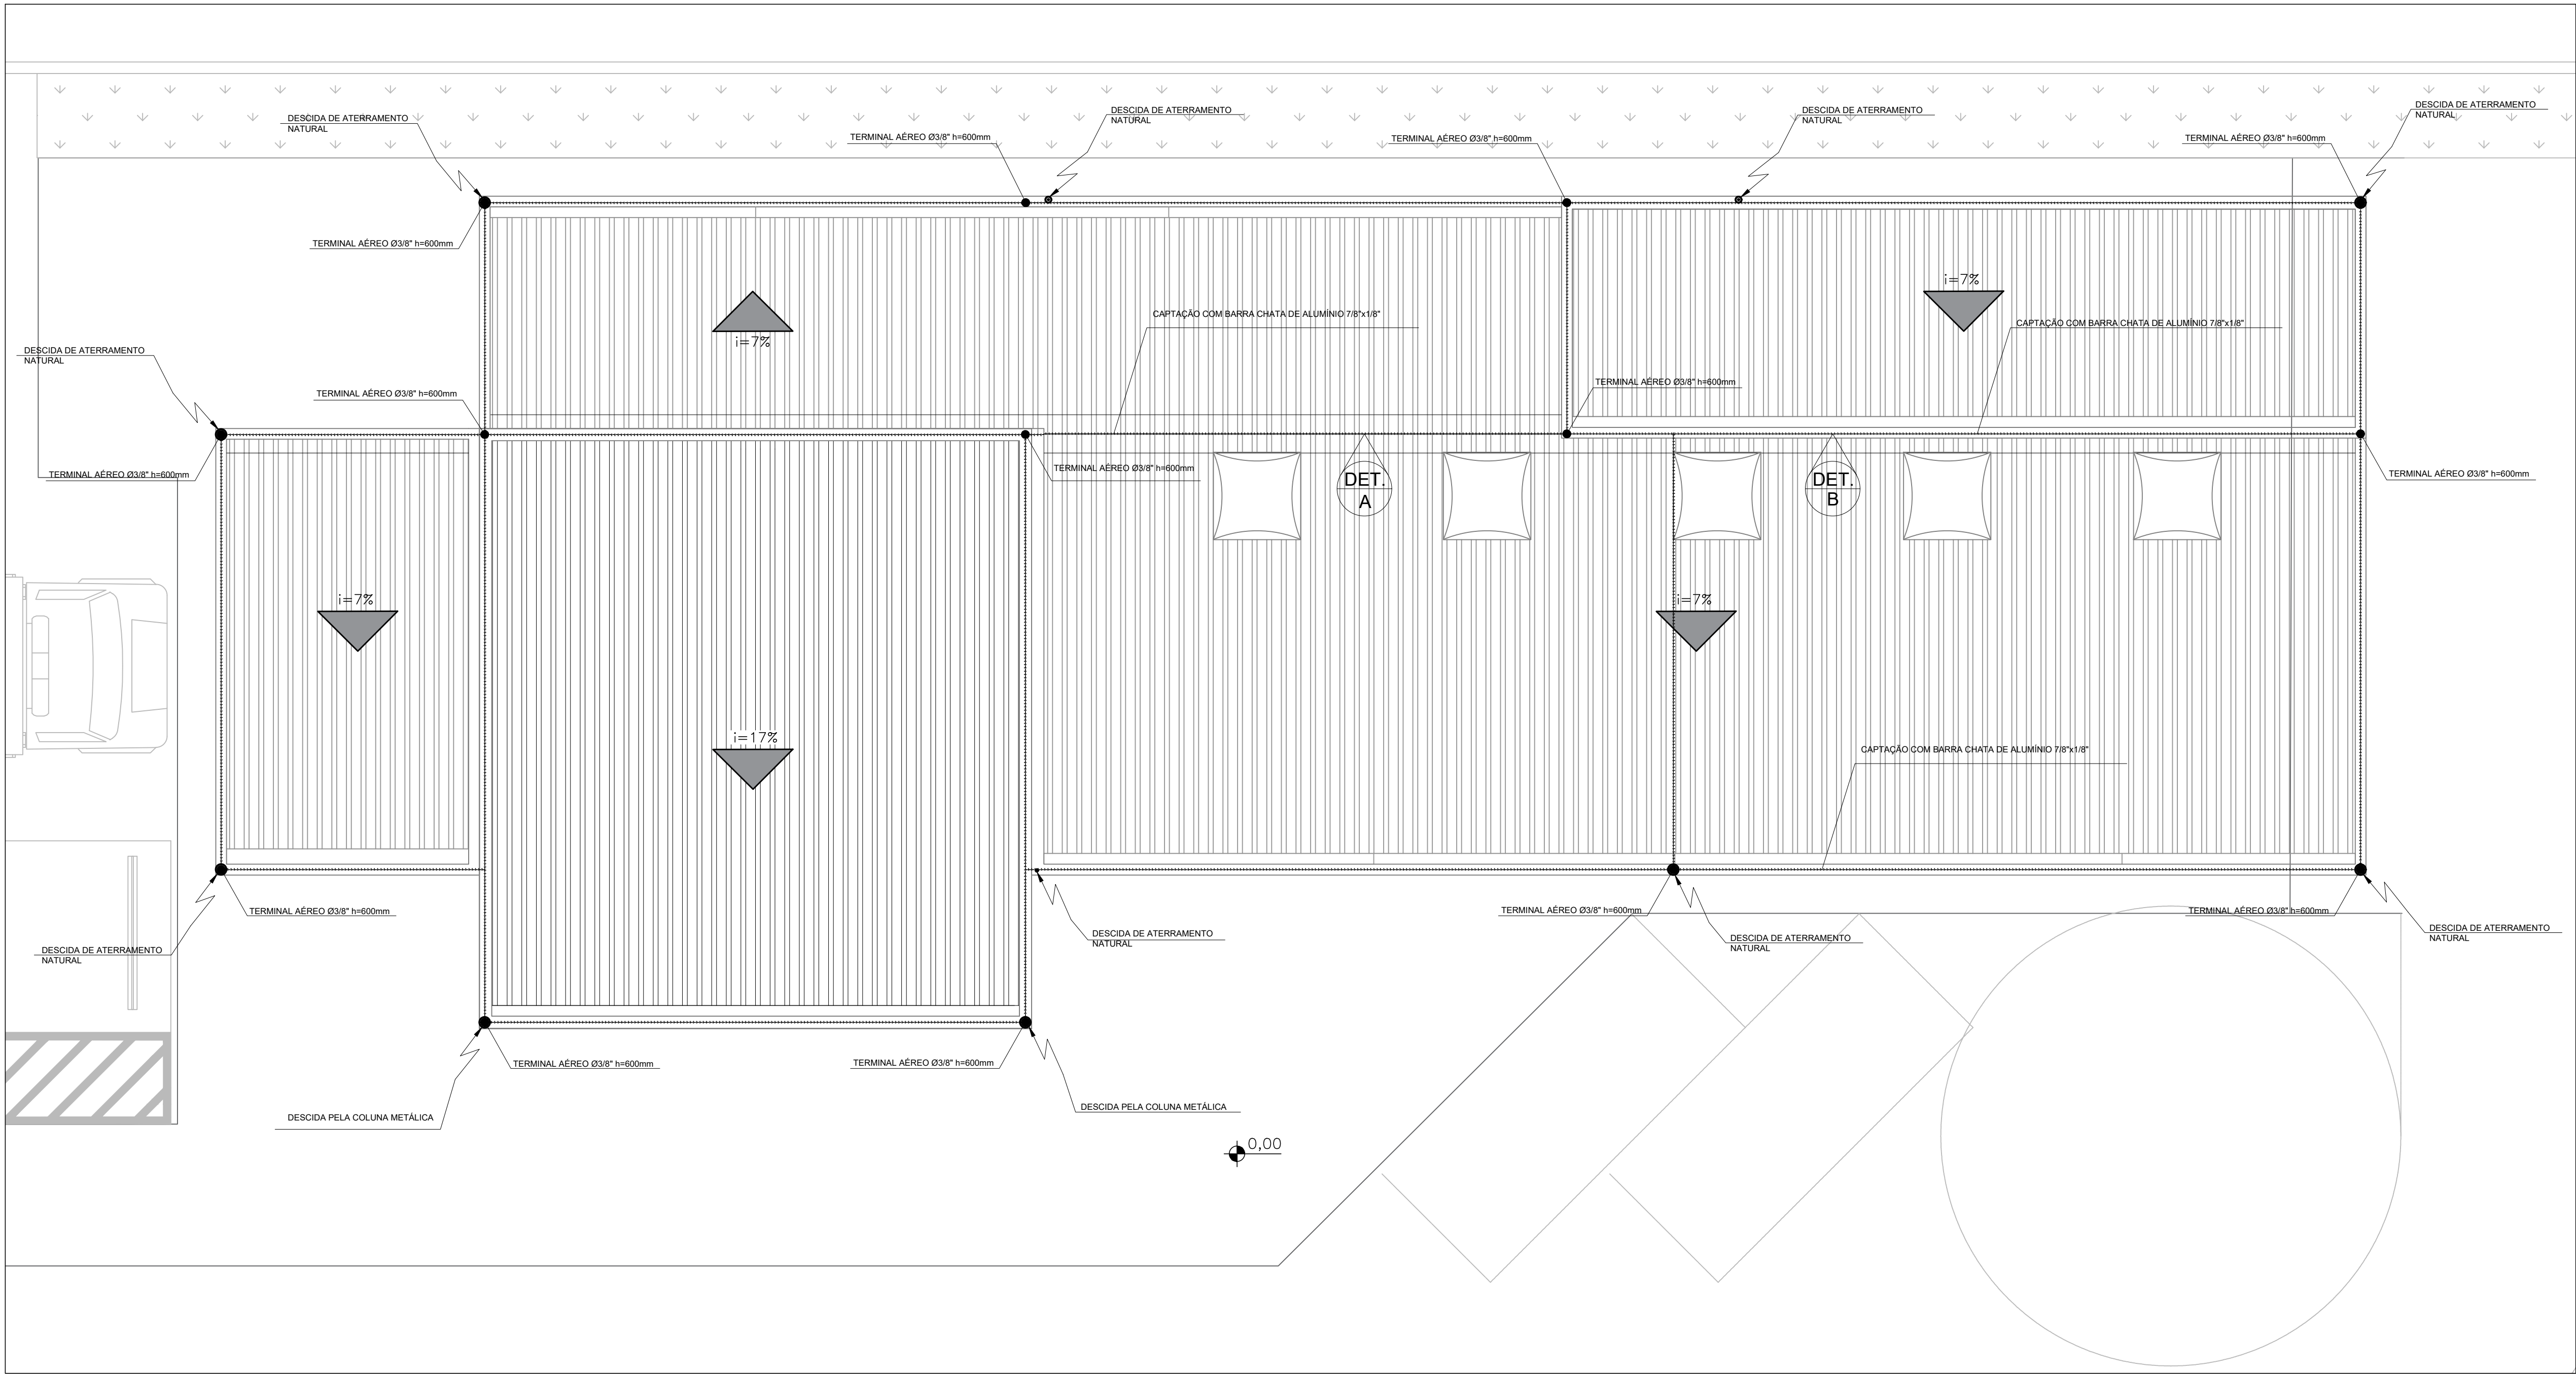 DESCIDA DE ATERRAMENTO
NATURAL
TERMINAL AÉREO Ø3/8" h=600mm
DESCIDA DE ATERRAMENTO
NATURAL
TERMINAL AÉREO Ø3/8" h=600mm
DESCIDA DE ATERRAMENTO
NATURAL
TERMINAL AÉREO Ø3/8" h=600mm
DESCIDA DE ATERRAMENTO
NATURAL
TERMINAL AÉREO Ø3/8" h=600mm
i=7%
CAPTAÇÃO COM BARRA CHATA DE ALUMÍNIO 7/8"x1/8"
i=7%
CAPTAÇÃO COM BARRA CHATA DE ALUMÍNIO 7/8"x1/8"
DESCIDA DE ATERRAMENTO
NATURAL
TERMINAL AÉREO Ø3/8" h=600mm
TERMINAL AÉREO Ø3/8" h=600mm
TERMINAL AÉREO Ø3/8" h=600mm
TERMINAL AÉREO Ø3/8" h=600mm
DET.
A
DET.
B
TERMINAL AÉREO Ø3/8" h=600mm
i=7%
i=7%
i=17%
CAPTAÇÃO COM BARRA CHATA DE ALUMÍNIO 7/8"x1/8"
TERMINAL AÉREO Ø3/8" h=600mm
DESCIDA DE ATERRAMENTO
NATURAL
DESCIDA DE ATERRAMENTO
NATURAL
TERMINAL AÉREO Ø3/8" h=600mm
DESCIDA DE ATERRAMENTO
NATURAL
TERMINAL AÉREO Ø3/8" h=600mm
DESCIDA DE ATERRAMENTO
NATURAL
TERMINAL AÉREO Ø3/8" h=600mm
TERMINAL AÉREO Ø3/8" h=600mm
DESCIDA PELA COLUNA METÁLICA
DESCIDA PELA COLUNA METÁLICA
0,00